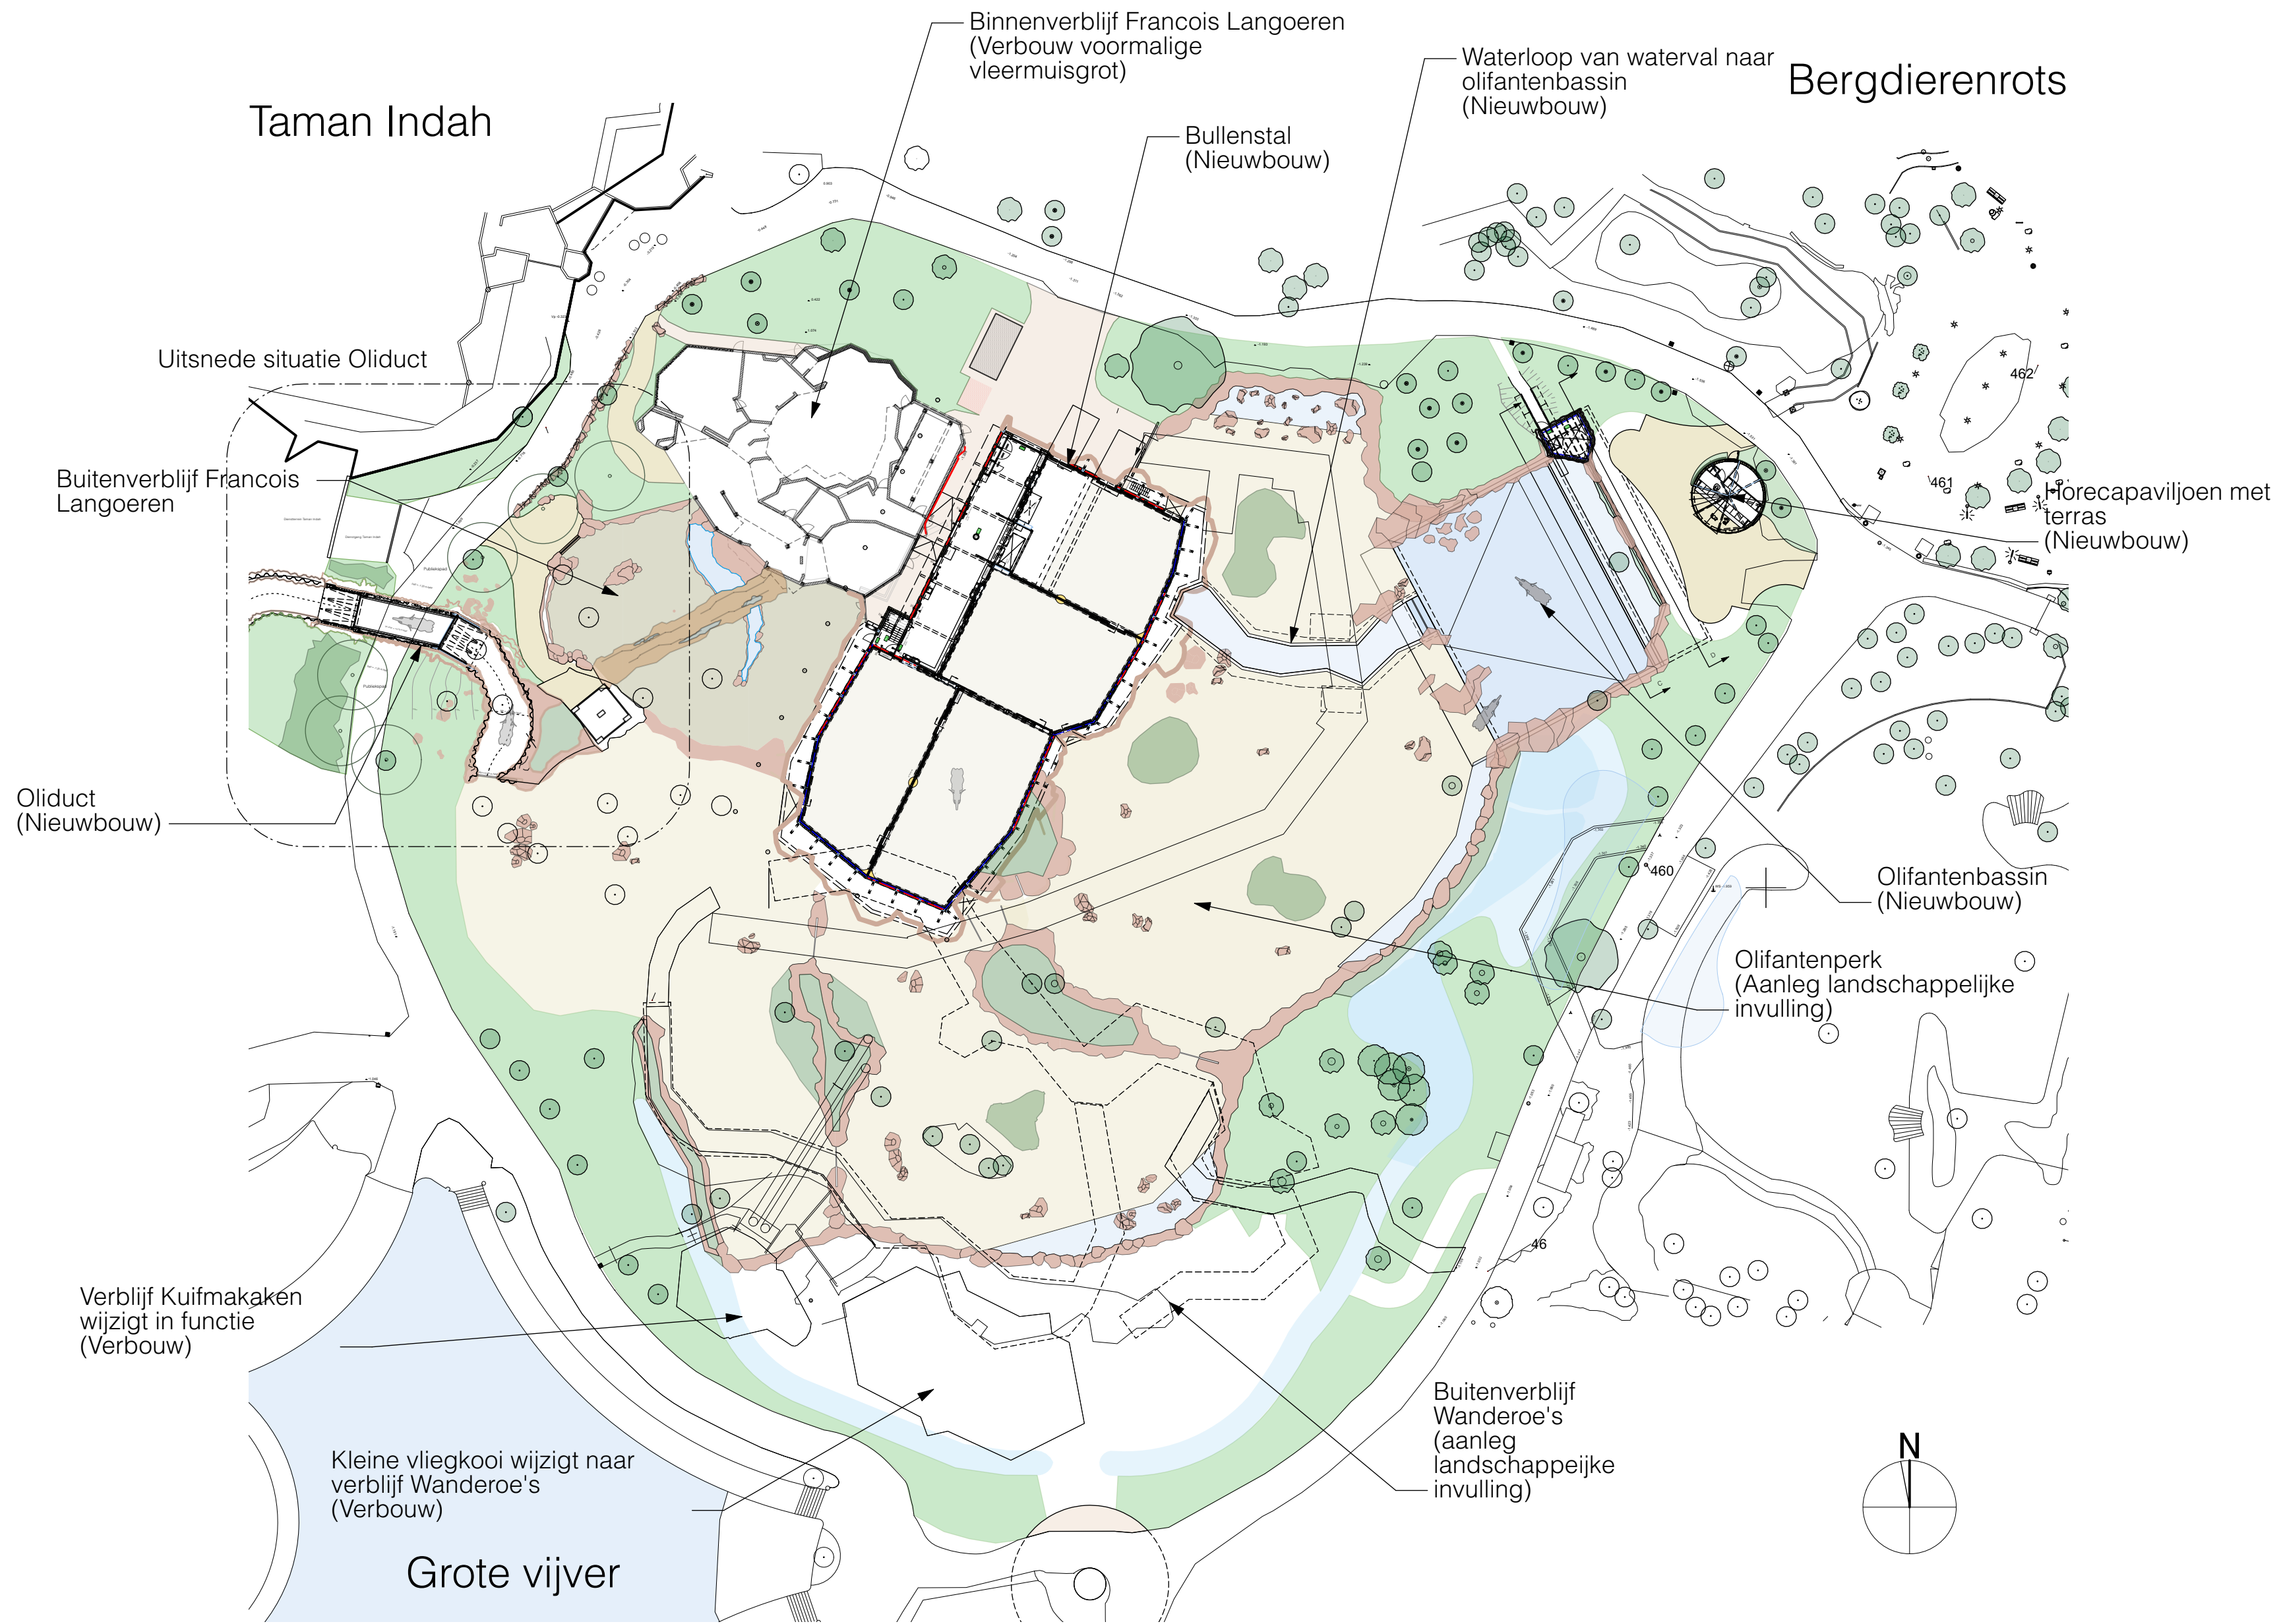 Binnenverblijf Francois Langoeren
(Verbouw voormalige
vleermuisgrot)
Waterloop van waterval naar
olifantenbassin
(Nieuwbouw)
Bergdierenrots
Taman Indah
Bullenstal
(Nieuwbouw)
Uitsnede situatie Oliduct
462
Buitenverblijf Francois
Langoeren
461
Horecapaviljoen met
terras
(Nieuwbouw)
Publiekspad
Publiekspad
D
C
Oliduct
(Nieuwbouw)
460
Olifantenbassin
(Nieuwbouw)
Olifantenperk
(Aanleg landschappelijke
invulling)
46
Verblijf Kuifmakaken
wijzigt in functie
(Verbouw)
Buitenverblijf
Wanderoe's
(aanleg
landschappeijke
invulling)
Kleine vliegkooi wijzigt naar
verblijf Wanderoe's
(Verbouw)
N
Grote vijver